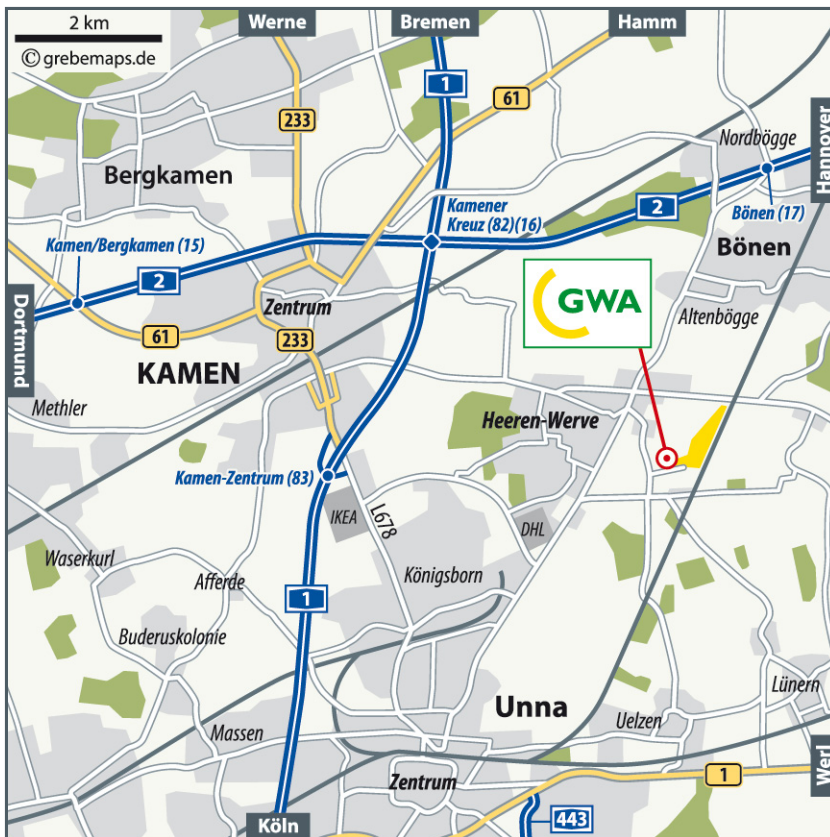 2 km
© grebemaps.de
Werne
Bremen
Hamm
1
61
233
Hannover
Nordbögge
Bergkamen
Kamener
Kreuz (82)(16)
2
Bönen (17)
Kamen/Bergkamen (15)
Bönen
2
GWA
Dortmund
Zentrum
Altenbögge
61
233
KAMEN
Methler
Heeren-Werve
Kamen-Zentrum (83)
IKEA
L678
DHL
Waserkurl
Afferde
Königsborn
1
Buderuskolonie
Lünern
Unna
Uelzen
Massen
Werl
Zentrum
1
Köln
443